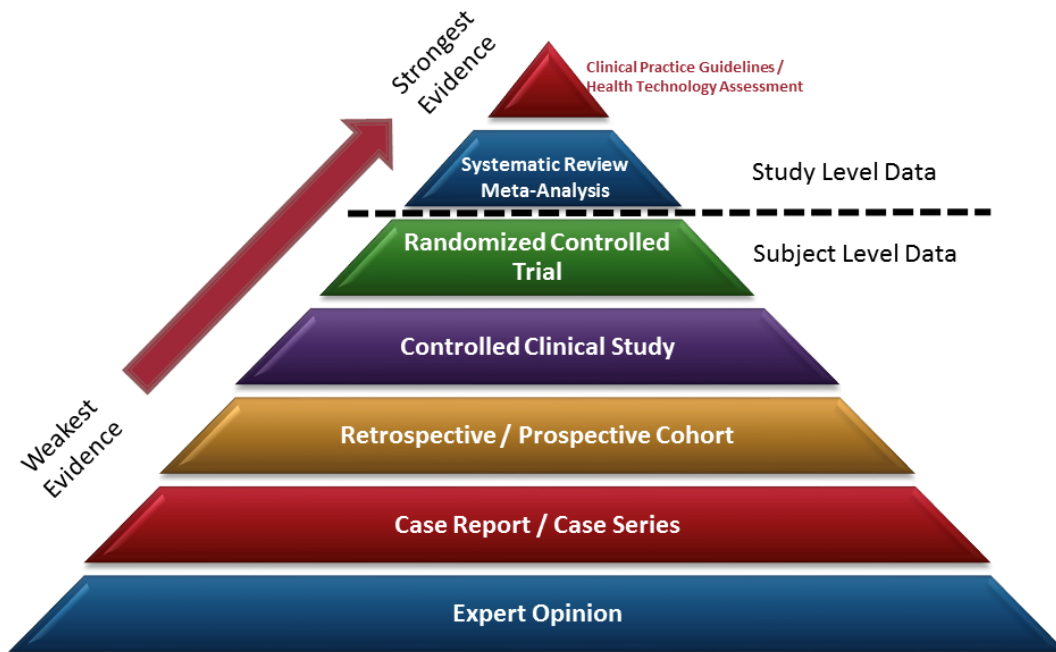 Strongest
Evidence
Clinical Practice Guidelines /
Health Technology Assessment
Systematic Review
Meta-Analysis
Study Level Data
Randomized Controlled
Trial
Subject Level Data
Controlled Clinical Study
Weakest
Evidence
Retrospective / Prospective Cohort
Case Report / Case Series
Expert Opinion